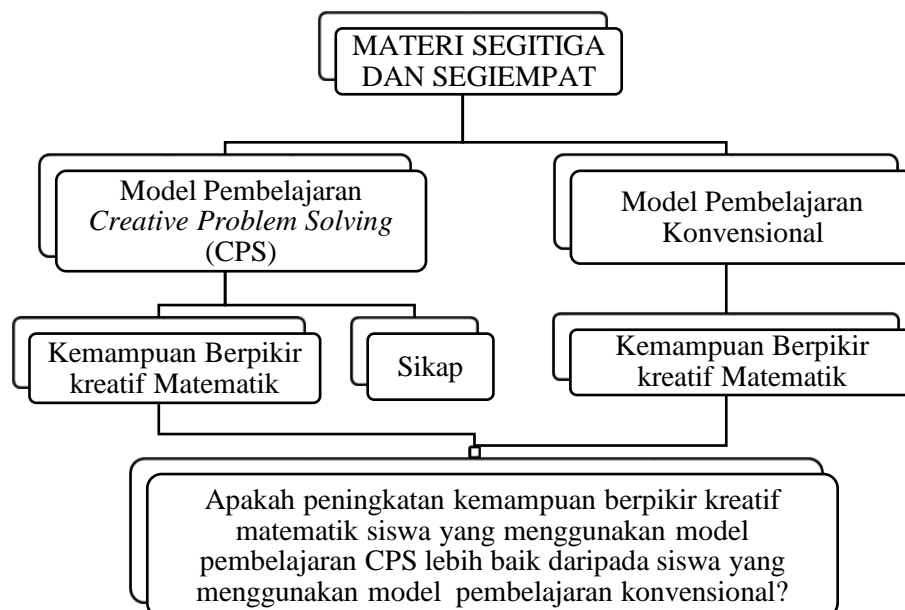 MATERI SEGITIGA
DAN SEGIEMPAT
Model Pembelajaran
Creative Problem Solving
(CPS)
Model Pembelajaran
Konvensional
Kemampuan Berpikir
kreatif Matematik
Sikap
Kemampuan Berpikir
kreatif Matematik
Apakah peningkatan kemampuan berpikir kreatif
matematik siswa yang menggunakan model
pembelajaran CPS lebih baik daripada siswa yang
menggunakan model pembelajaran konvensional?